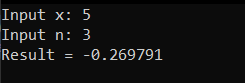 Input x: 5
Input n: 3
Result = -0.269791